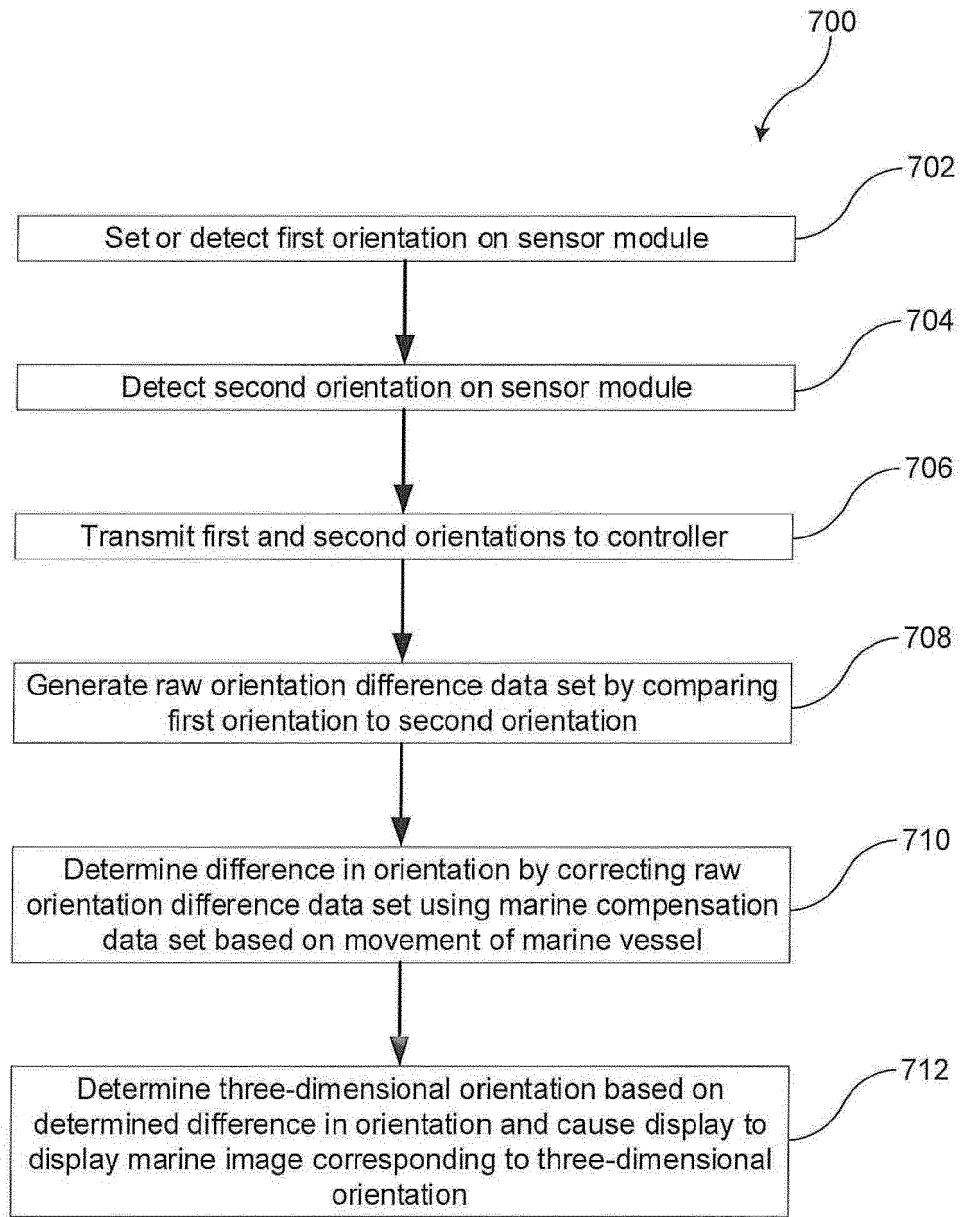 700
702
Set or detect first orientation on sensor module
704
Detect second orientation on sensor module
706
Transmit first and second orientations to controller
708
Generate raw orientation difference data set by comparing
first orientation to second orientation
710
Determine difference in orientation by correcting raw
orientation difference data set using marine compensation
data set based on movement of marine vessel
712
Determine three-dimensional orientation based on
determined difference in orientation and cause display to
display marine image corresponding to three-dimensional
orientation